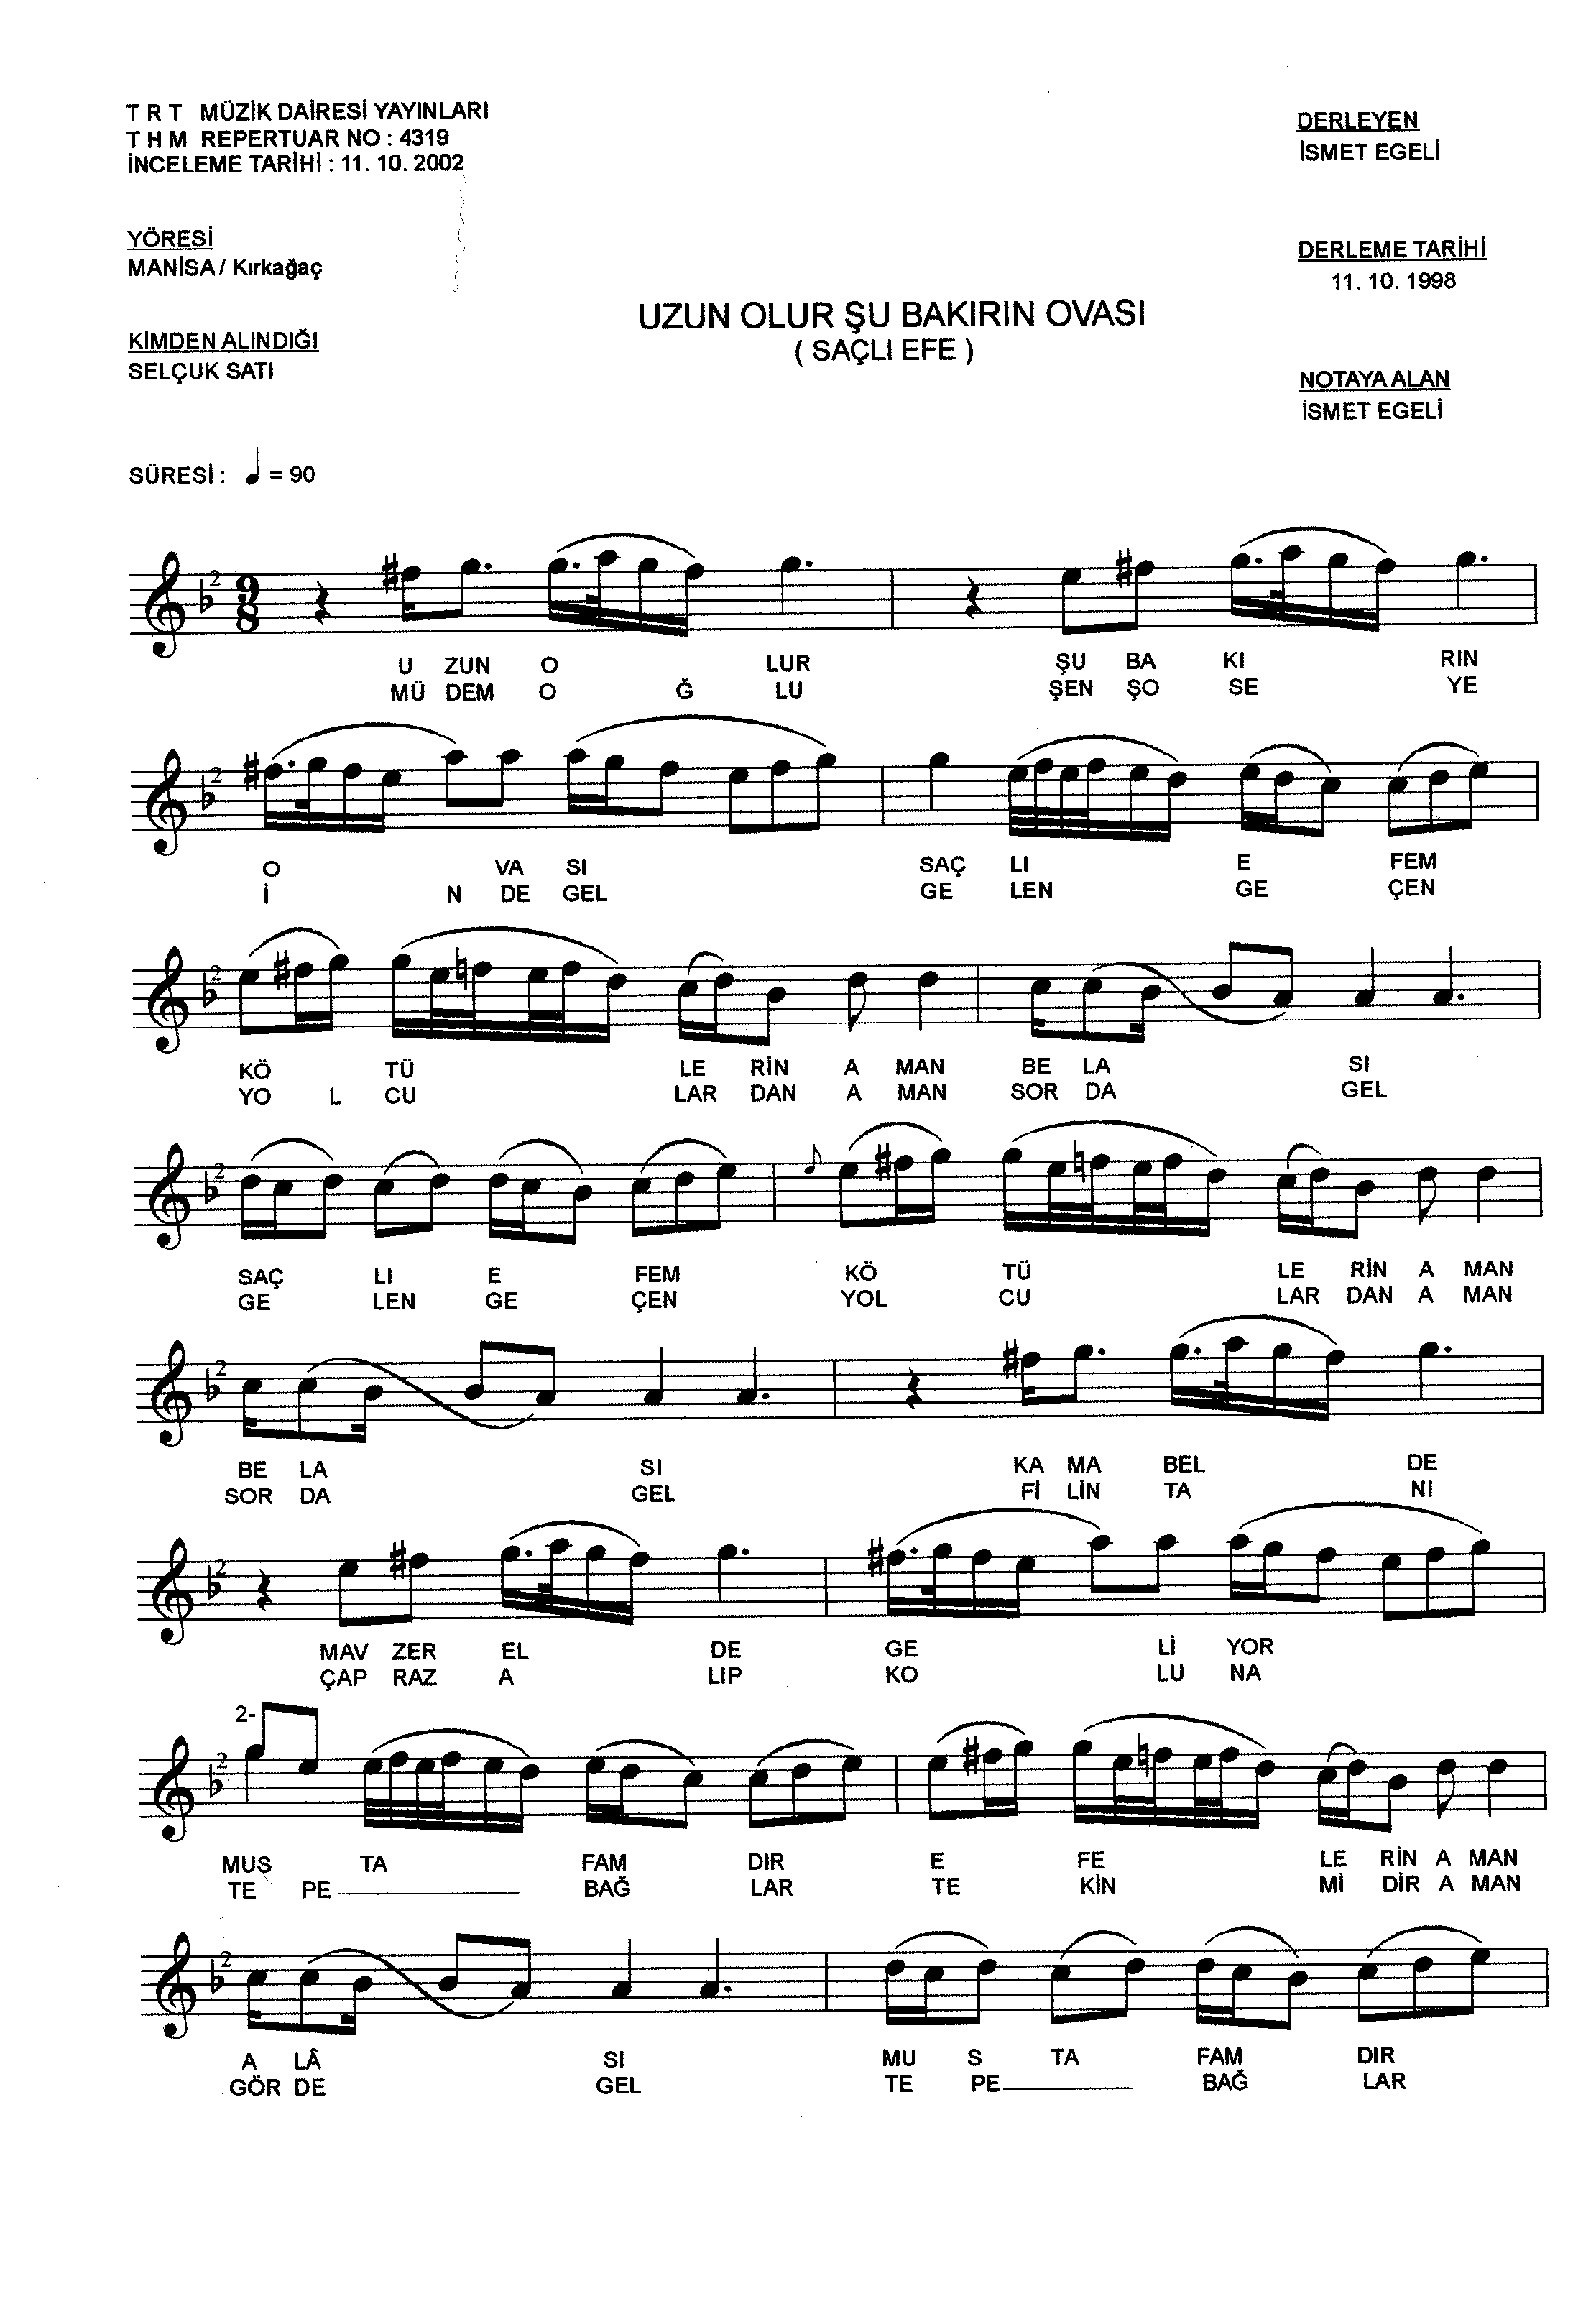 T R T MÜZİK DAİRESİ YAYINLARI
T H M REPERTUAR NO : 4319
İNCELEME TARİHİ : 11. 10. 2002
DERLEYEN
İSMET EGELİ
YÖRESİ
MANİSA / Kırkağaç
DERLEME TARİHİ
11. 10. 1998
UZUN OLUR ŞU BAKIRIN OVASI
( SAÇLI EFE )
KİMDEN ALINDIĞI
SELÇUK SATI
NOTAYA ALAN
İSMET EGELİ
SÜRESİ : ♩ = 90
2 9 8
U ZUN O LUR ŞU BA KI RIN
MÜ DEM O Ğ LU ŞEN ŞO SE YE
2
O VA SI SAÇ LI E FEM
İ N DE GEL GE LEN GE ÇEN
2
KÖ TÜ LE RİN A MAN BE LA SI
YO L CU LAR DAN A MAN SOR DA GEL
2
SAÇ LI E FEM KÖ TÜ LE RİN A MAN
GE LEN GE ÇEN YOL CU LAR DAN A MAN
2
BE LA SI KA MA BEL DE
SOR DA GEL Fİ LİN TA NI
2
MAV ZER EL DE GE Lİ YOR
ÇAP RAZ A LIP KO LU NA
2-
2
MUS TA FAM DIR E FE LE RİN A MAN
TE PE BAĞ LAR TE KİN Mİ DİR A MAN
2
A LÂ SI MU S TA FAM DIR
GÖR DE GEL TE PE BAĞ LAR